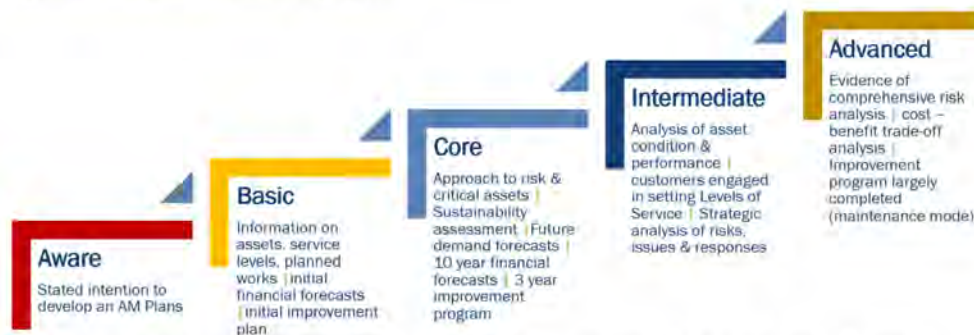 Aware
Stated intention to
develop an AM Plans
Basic
Information on
assets, service
levels, planned
works | initial
financial forecasts
| initial improvement
plan
Core
Approach to risk &
critical assets |
Sustainability
assessment | Future
demand forecasts |
10 year financial
forecasts | 3 year
improvement
program
Intermediate
Analysis of asset
condition &
performance |
customers engaged
in setting Levels of
Service | Strategic
analysis of risks,
issues & responses
Advanced
Evidence of
comprehensive risk
analysis | cost –
benefit trade-off
analysis |
Improvement
program largely
completed
(maintenance mode)